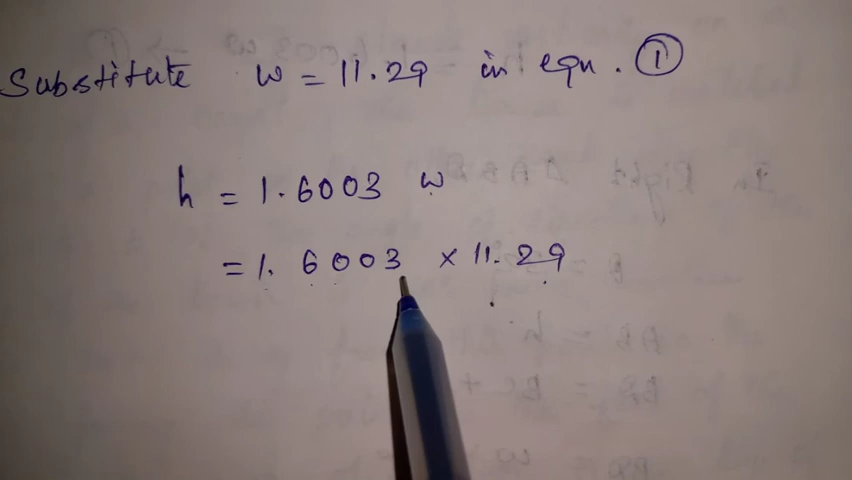 Substitute w = 11.29 in eqn. ①
h = 1.6003 w
= 1.6003 × 11.29